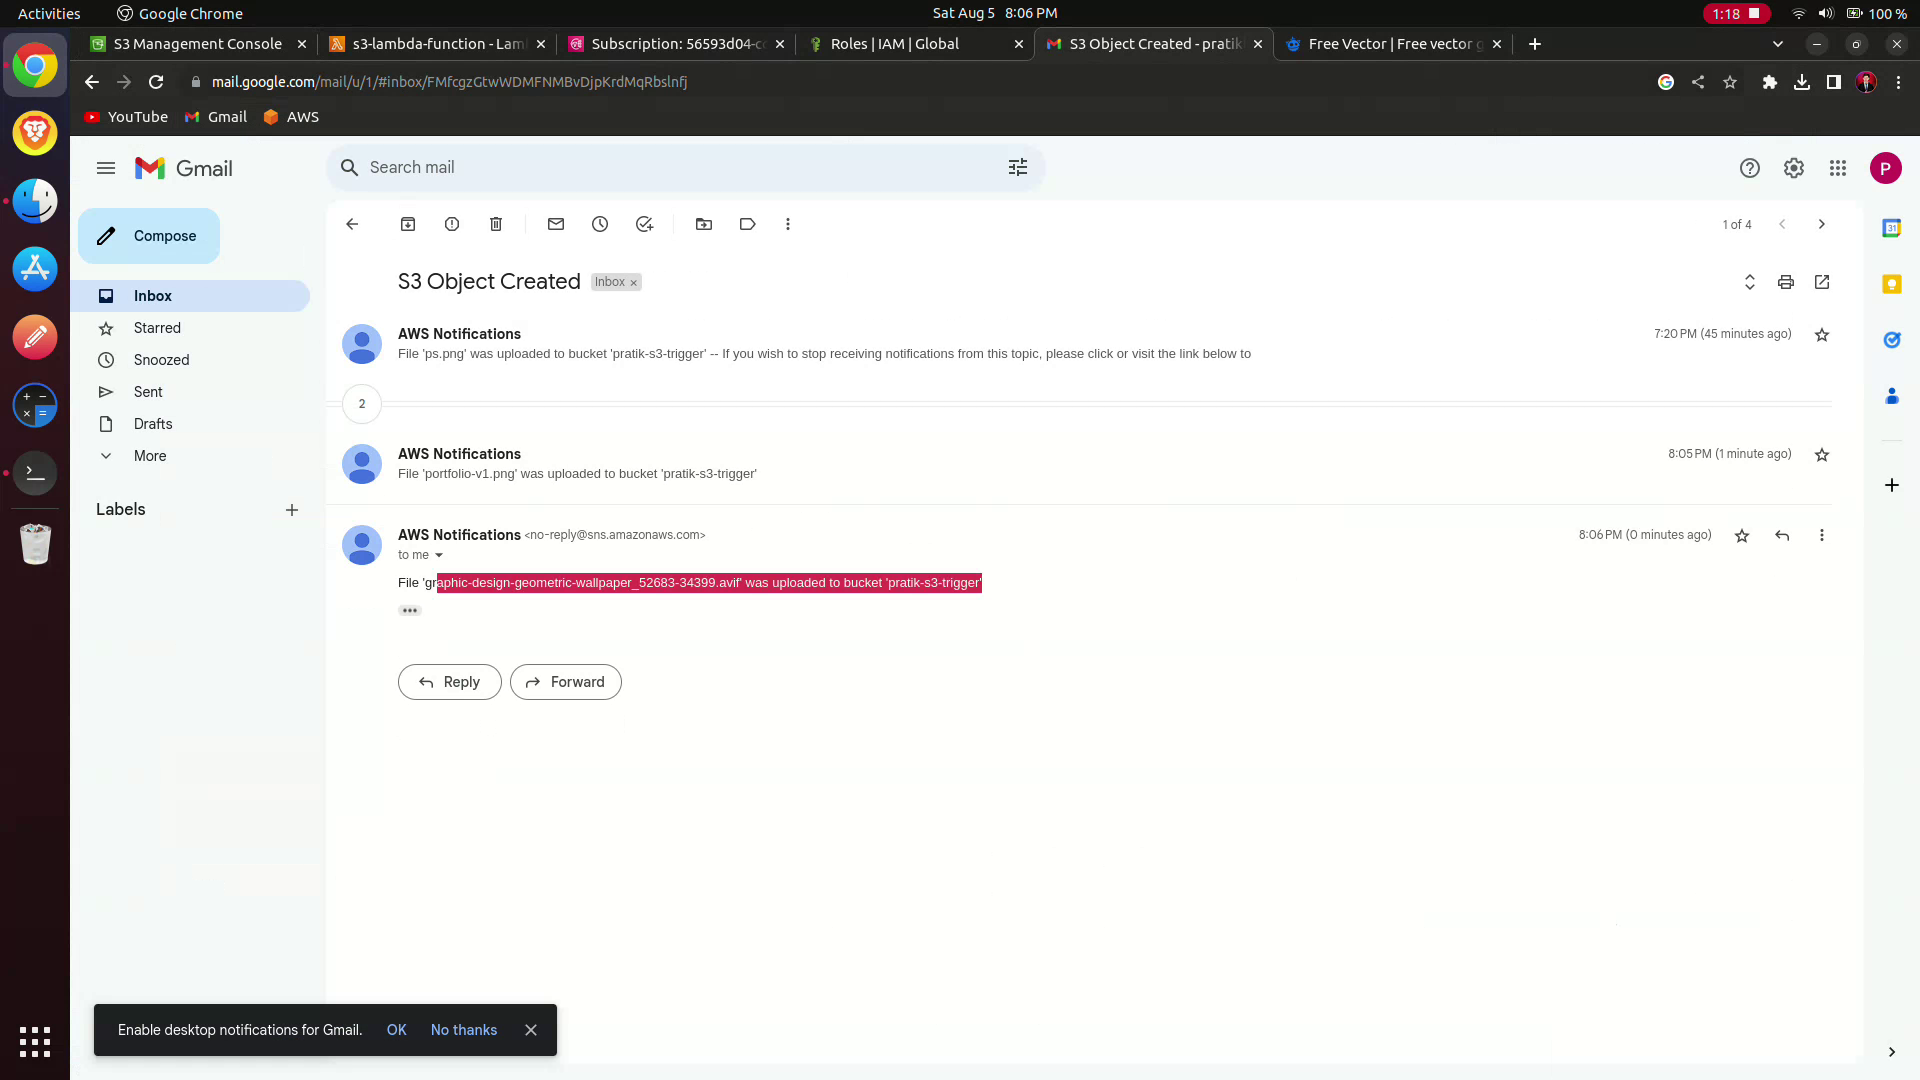 Activities Google Chrome Sat Aug 5 8:06 PM 1:18 100 %
S3 Management Console s3-lambda-function - Lam Subscription: 56593d04-c Roles | IAM | Global S3 Object Created - pratik Free Vector | Free vector g
mail.google.com/mail/u/1/#inbox/FMfcgzGtwWDMFNMBvDjpKrdMqRbslnfj
YouTube Gmail AWS
Gmail Search mail P
Compose 1 of 4
S3 Object Created Inbox ×
Inbox
Starred
Snoozed
Sent
Drafts
More
Labels
AWS Notifications 7:20 PM (45 minutes ago)
File 'ps.png' was uploaded to bucket 'pratik-s3-trigger' -- If you wish to stop receiving notifications from this topic, please click or visit the link below to
2
AWS Notifications 8:05 PM (1 minute ago)
File 'portfolio-v1.png' was uploaded to bucket 'pratik-s3-trigger'
AWS Notifications <no-reply@sns.amazonaws.com> 8:06 PM (0 minutes ago)
to me
File 'graphic-design-geometric-wallpaper_52683-34399.avif' was uploaded to bucket 'pratik-s3-trigger'
Reply Forward
Enable desktop notifications for Gmail. OK No thanks